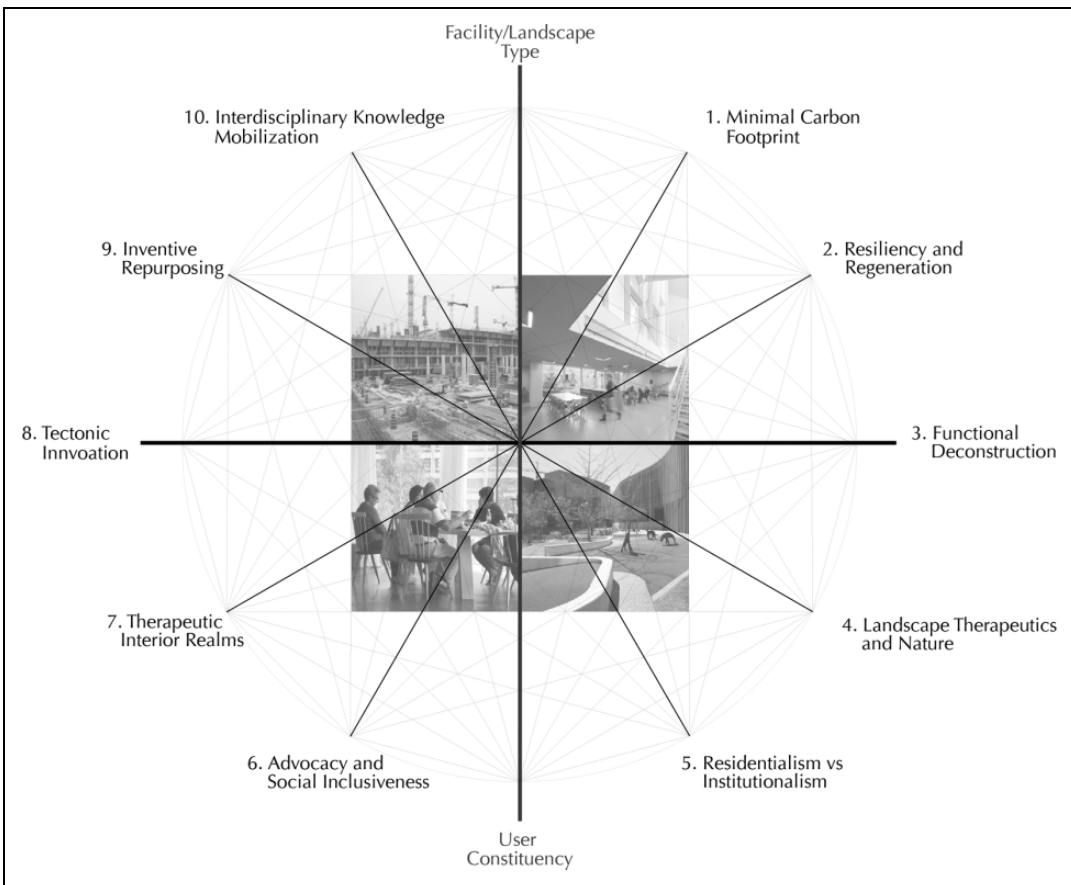 Facility/Landscape
Type
10. Interdisciplinary Knowledge
Mobilization
1. Minimal Carbon
Footprint
9. Inventive
Repurposing
2. Resiliency and
Regeneration
8. Tectonic
Innvoation
3. Functional
Deconstruction
7. Therapeutic
Interior Realms
4. Landscape Therapeutics
and Nature
6. Advocacy and
Social Inclusiveness
5. Residentialism vs
Institutionalism
User
Constituency